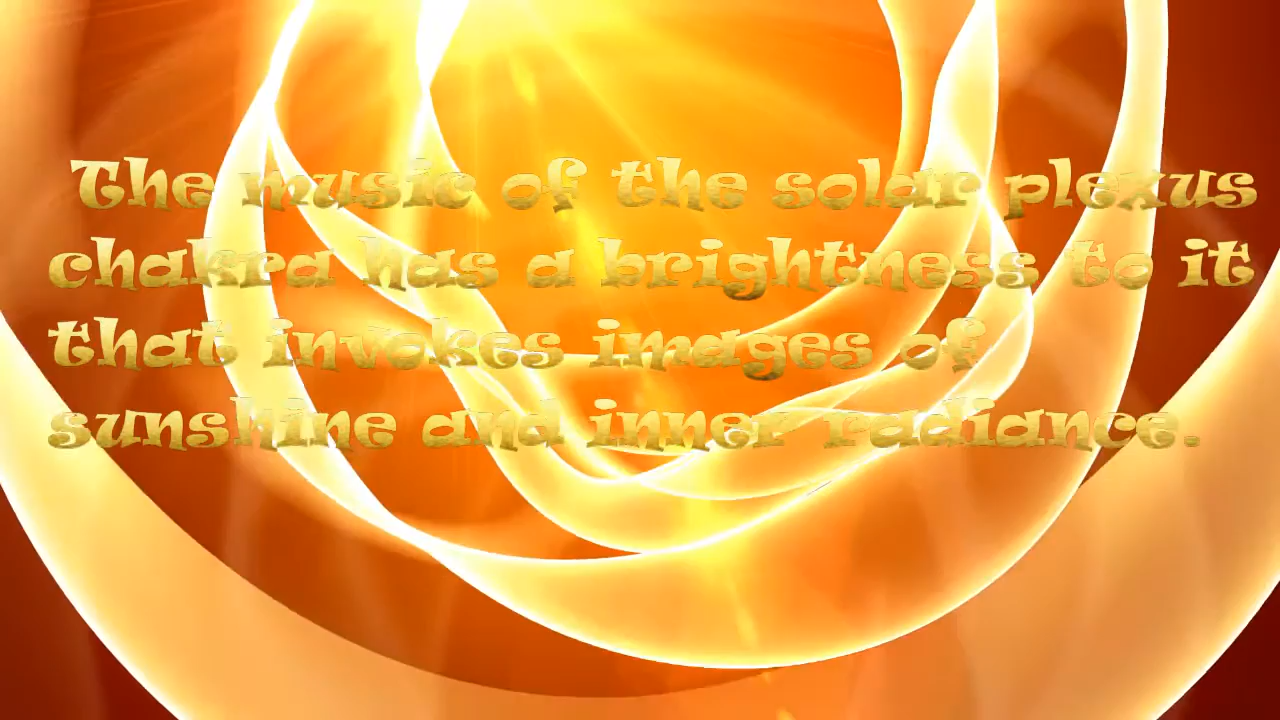 The music of the solar plexus
chakra has a brightness to it
that invokes images of
sunshine and inner radiance.